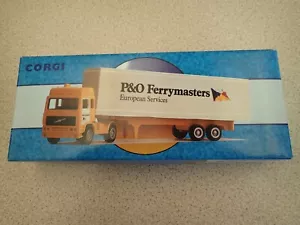 CORGI
P&O Ferrymasters
European Services